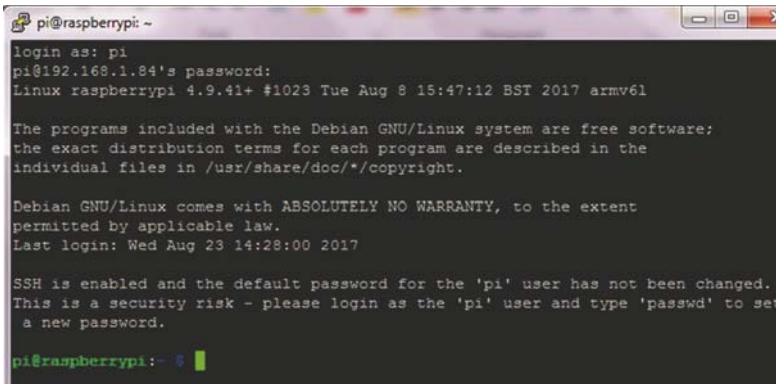 pi@raspberrypi: ~
login as: pi
pi@192.168.1.84's password:
Linux raspberrypi 4.9.41+ #1023 Tue Aug 8 15:47:12 BST 2017 armv6l
The programs included with the Debian GNU/Linux system are free software;
the exact distribution terms for each program are described in the
individual files in /usr/share/doc/*/copyright.
Debian GNU/Linux comes with ABSOLUTELY NO WARRANTY, to the extent
permitted by applicable law.
Last login: Wed Aug 23 14:28:00 2017
SSH is enabled and the default password for the 'pi' user has not been changed.
This is a security risk - please login as the 'pi' user and type 'passwd' to set
a new password.
pi@raspberrypi:~ $